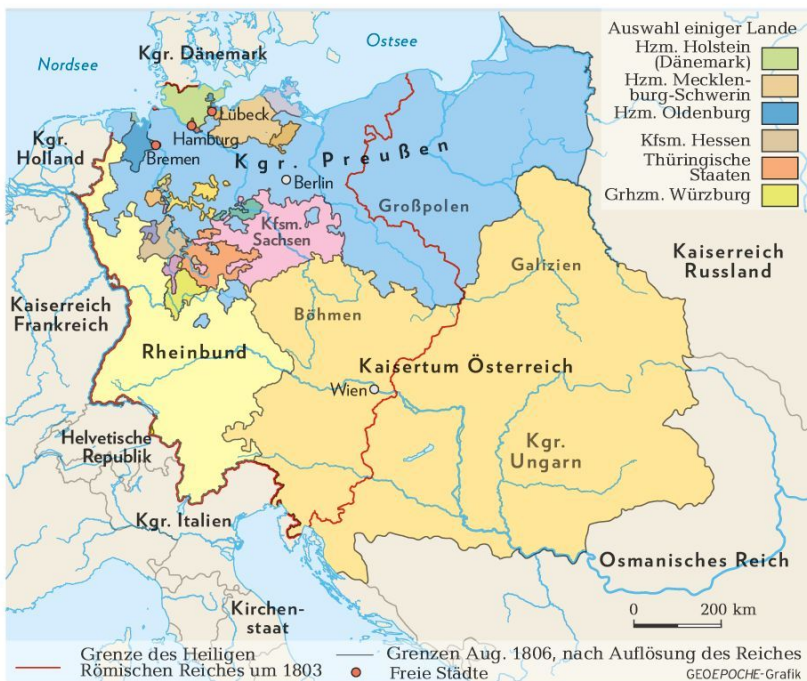 Auswahl einiger Lande
Hzm. Holstein
(Dänemark)
Hzm. Mecklen-
burg-Schwerin
Hzm. Oldenburg
Kfsm. Hessen
Thüringische
Staaten
Grhzm. Würzburg
Nordsee
Kgr. Dänemark
Ostsee
Lübeck
Hamburg
Bremen
Kgr.
Holland
Kgr. Preußen
Berlin
Großpolen
Kfsm.
Sachsen
Kaiserreich
Russland
Galizien
Kaiserreich
Frankreich
Böhmen
Rheinbund
Kaisertum Österreich
Wien
Helvetische
Republik
Kgr.
Ungarn
Kgr. Italien
Osmanisches Reich
Kirchen-
staat
0 200 km
Grenze des Heiligen
Römischen Reiches um 1803
Grenzen Aug. 1806, nach Auflösung des Reiches
Freie Städte
GEOEPOCHE-Grafik